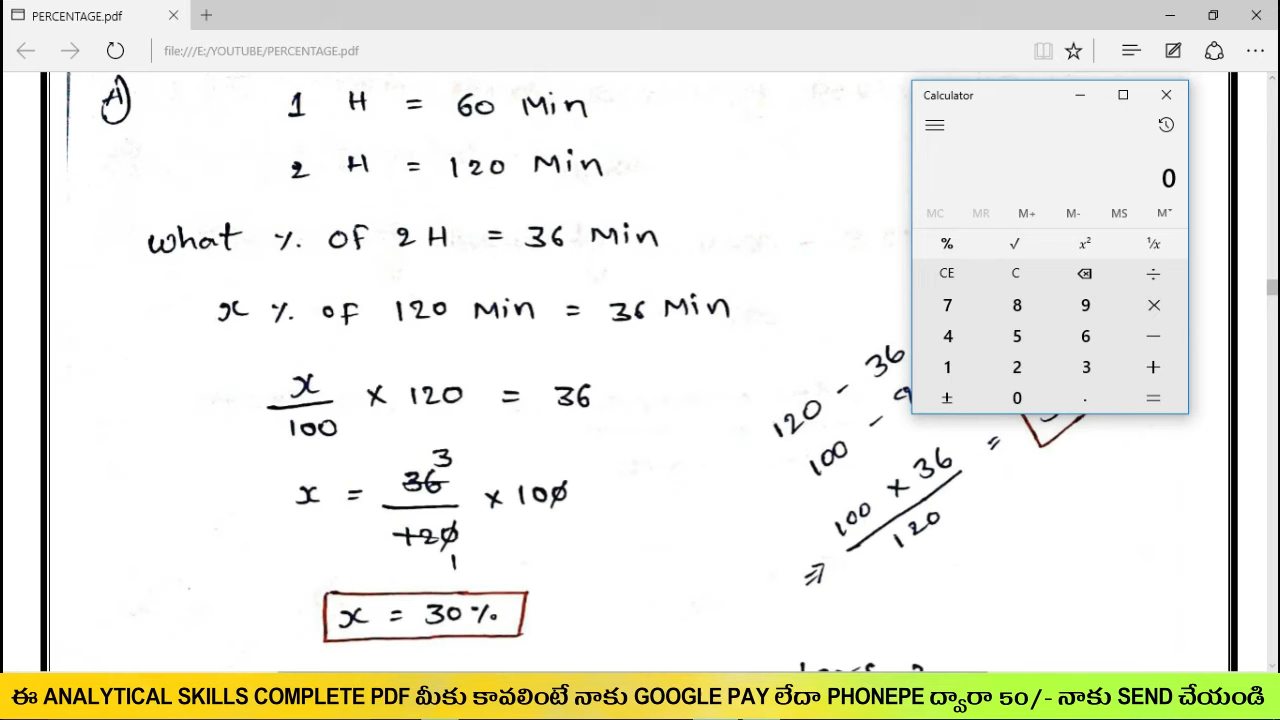 PERCENTAGE.pdf
file:///E:/YOUTUBE/PERCENTAGE.pdf
A)
1 H = 60 Min
2 H = 120 Min
what % of 2 H = 36 Min
x % of 120 Min = 36 Min
x/100 × 120 = 36
x = 36/120 × 100
3
1
x = 30 %
120 - 36
100 -
⇒ 100 × 36 / 120 =
Calculator
0
MC MR M+ M- MS M˅
% √ x² ¹/x
CE C ⌫ ÷
7 8 9 ×
4 5 6 −
1 2 3 +
± 0 . =
ఈ ANALYTICAL SKILLS COMPLETE PDF మీకు కావలింటే నాకు GOOGLE PAY లేదా PHONEPE ద్వారా 50/- నాకు SEND చేయండి